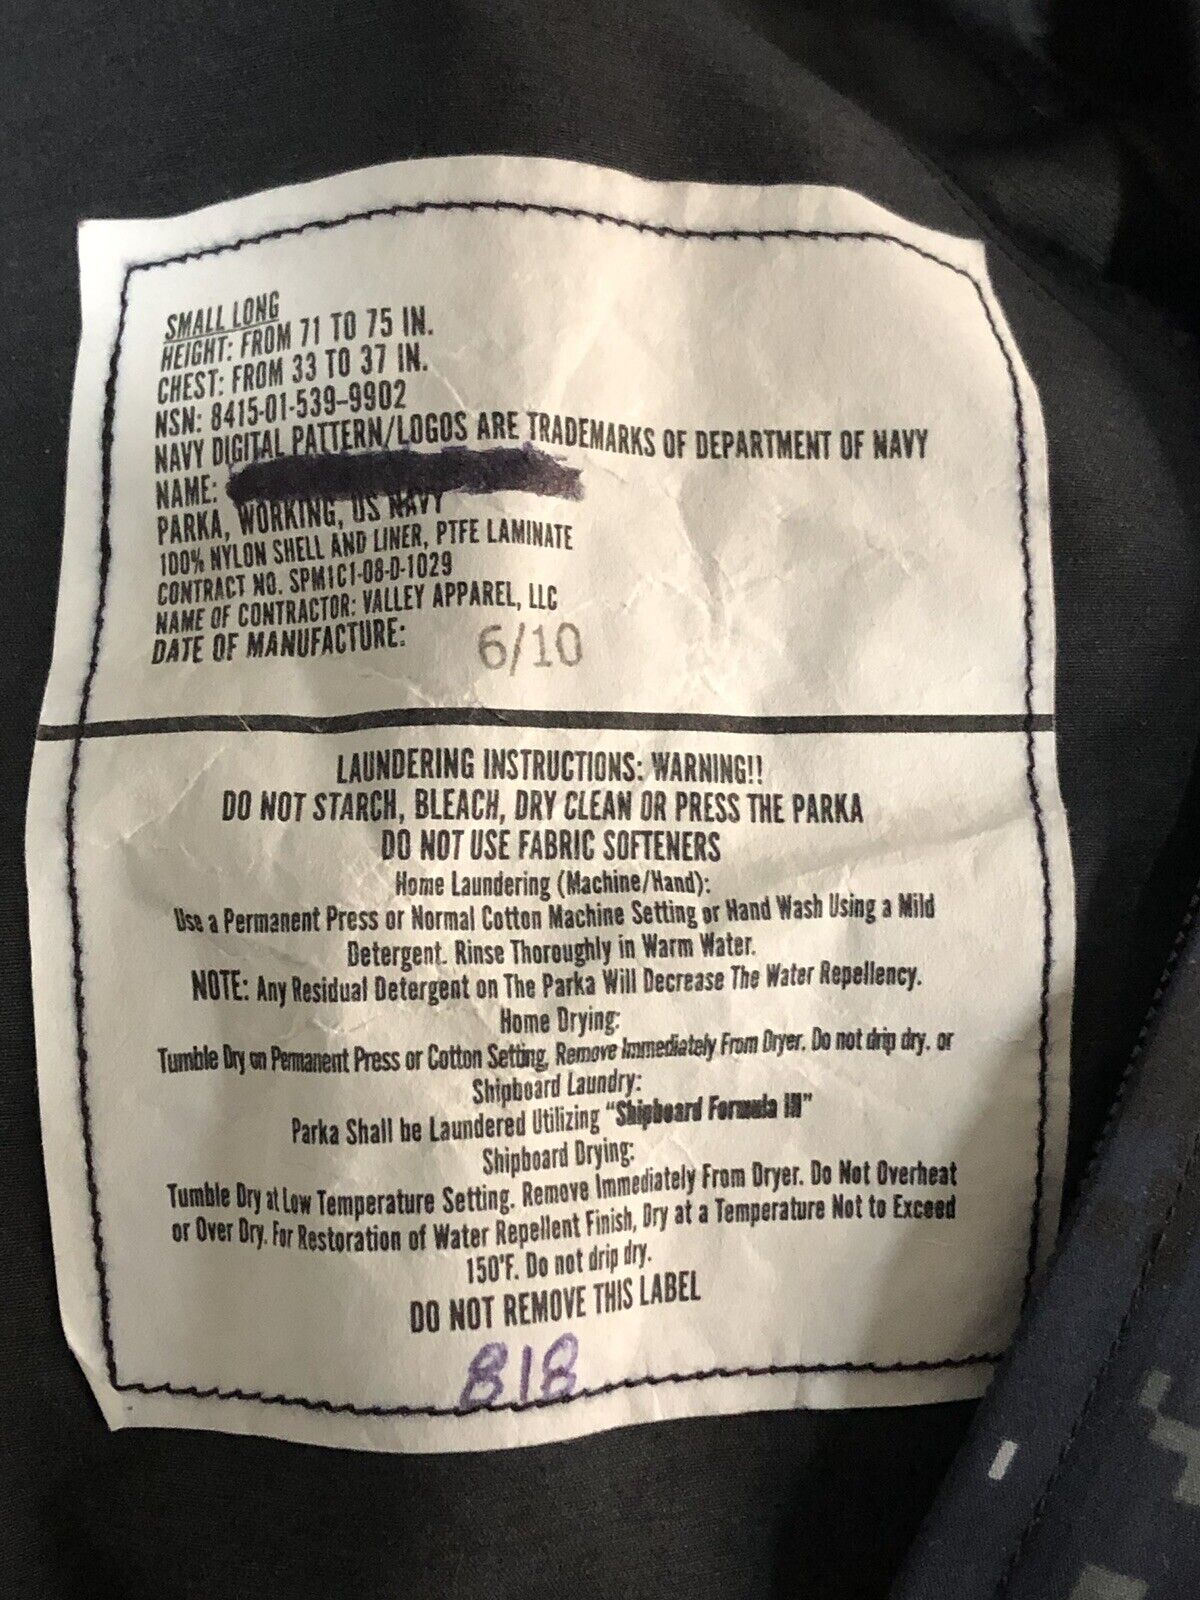 SMALL LONG
HEIGHT: FROM 71 TO 75 IN.
CHEST: FROM 33 TO 37 IN.
NSN: 8415-01-539-9902
NAVY DIGITAL PATTERN/LOGOS ARE TRADEMARKS OF DEPARTMENT OF NAVY
NAME:
PARKA, WORKING, US NAVY
100% NYLON SHELL AND LINER, PTFE LAMINATE
CONTRACT NO. SPM1C1-08-D-1029
NAME OF CONTRACTOR: VALLEY APPAREL, LLC
DATE OF MANUFACTURE: 6/10
LAUNDERING INSTRUCTIONS: WARNING!!
DO NOT STARCH, BLEACH, DRY CLEAN OR PRESS THE PARKA
DO NOT USE FABRIC SOFTENERS
Home Laundering (Machine/Hand):
Use a Permanent Press or Normal Cotton Machine Setting or Hand Wash Using a Mild
Detergent. Rinse Thoroughly in Warm Water.
NOTE: Any Residual Detergent on The Parka Will Decrease The Water Repellency.
Home Drying:
Tumble Dry on Permanent Press or Cotton Setting, Remove Immediately From Dryer. Do not drip dry. or
Shipboard Laundry:
Parka Shall be Laundered Utilizing "Shipboard Formula III"
Shipboard Drying:
Tumble Dry at Low Temperature Setting. Remove Immediately From Dryer. Do Not Overheat
or Over Dry. For Restoration of Water Repellent Finish, Dry at a Temperature Not to Exceed
150°F. Do not drip dry.
DO NOT REMOVE THIS LABEL
818